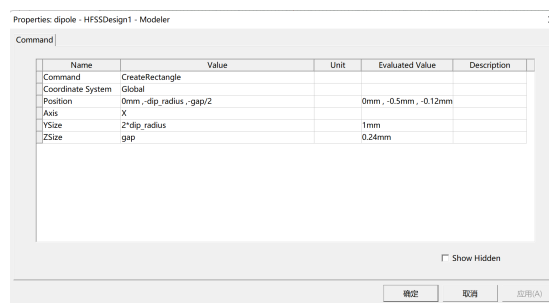 Properties: dipole - HFSSDesign1 - Modeler
Command
Name Value Unit Evaluated Value Description
Command CreateRectangle
Coordinate System Global
Position 0mm ,-dip_radius ,-gap/2 0mm , -0.5mm , -0.12mm
Axis X
YSize 2*dip_radius 1mm
ZSize gap 0.24mm
Show Hidden
确定 取消 应用(A)